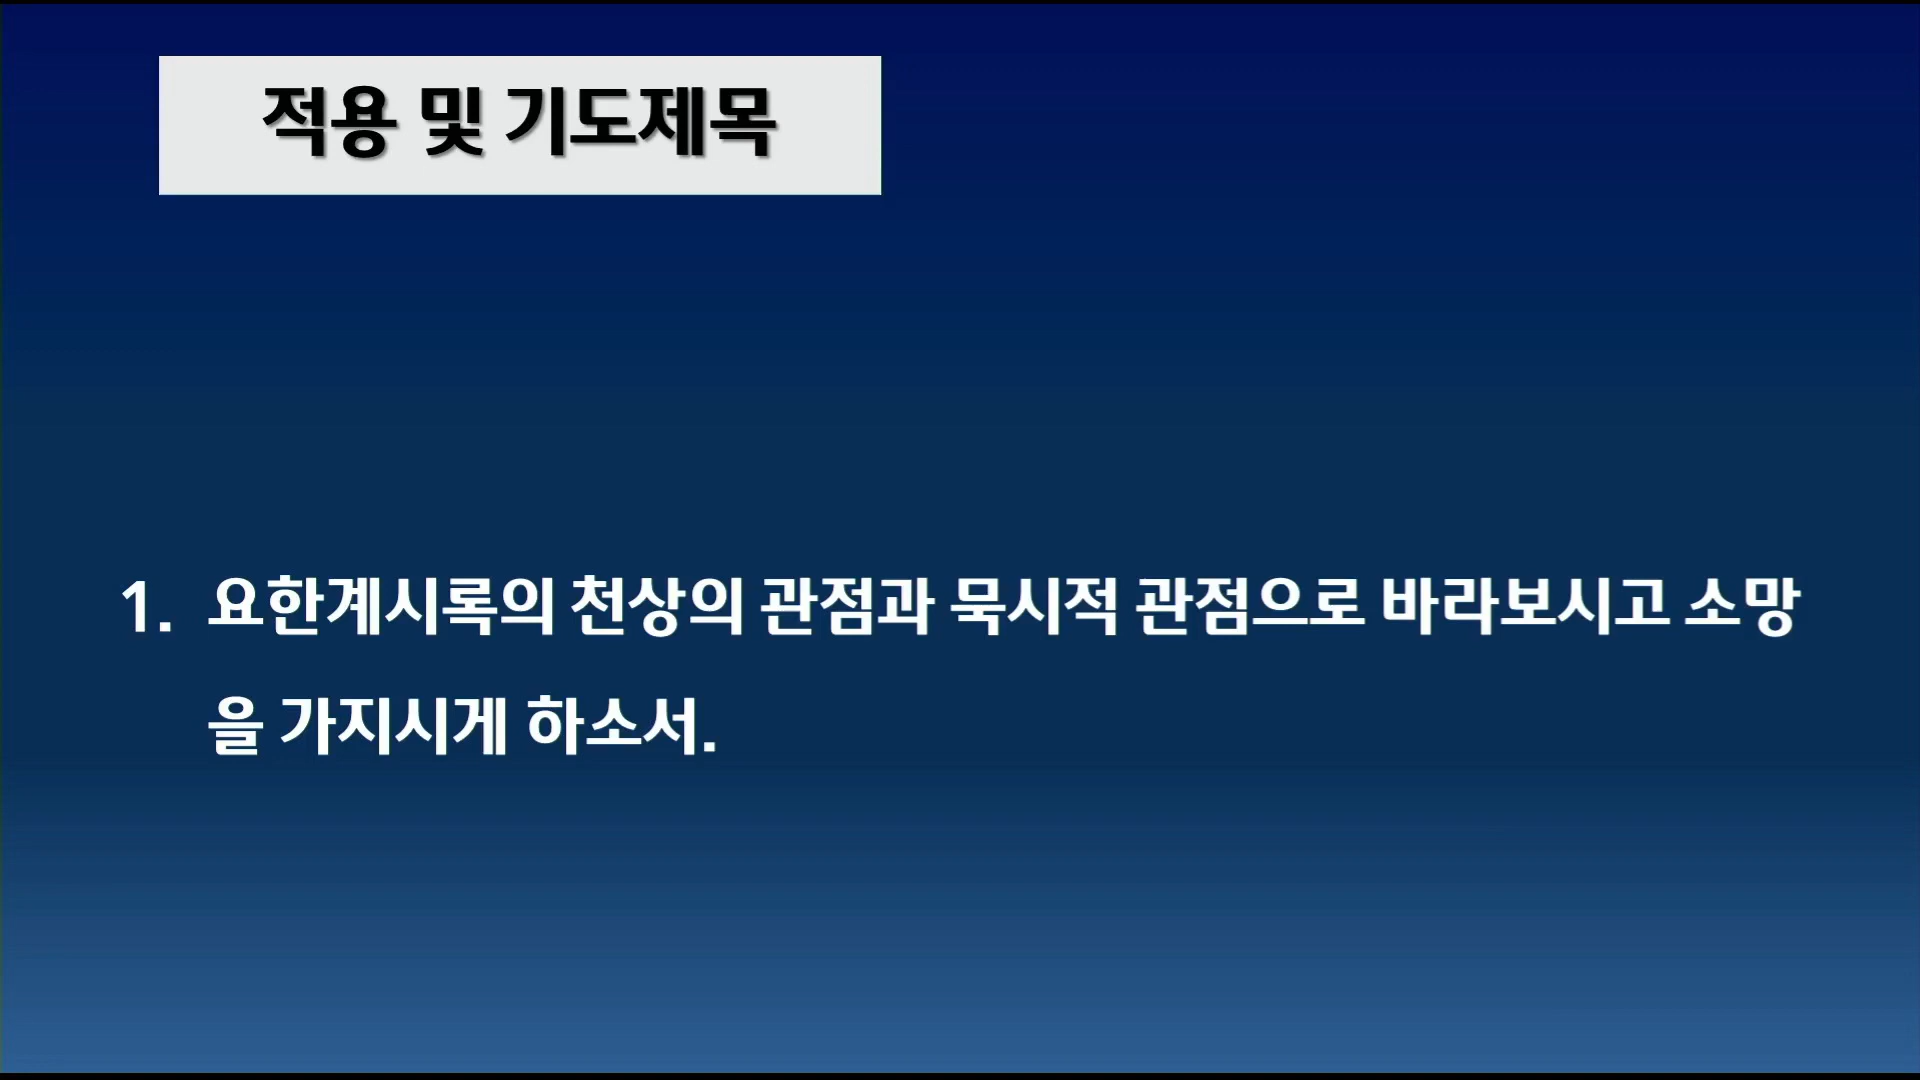 적용 및 기도제목
1. 요한계시록의 천상의 관점과 묵시적 관점으로 바라보시고 소망
을 가지시게 하소서.